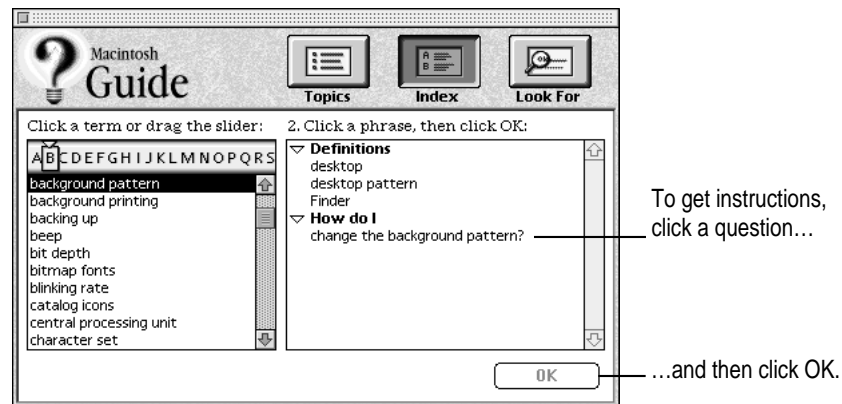 Macintosh
Guide
Topics
Index
Look For
Click a term or drag the slider:
A B C D E F G H I J K L M N O P Q R S
background pattern
background printing
backing up
beep
bit depth
bitmap fonts
blinking rate
catalog icons
central processing unit
character set
2. Click a phrase, then click OK:
Definitions
desktop
desktop pattern
Finder
How do I
change the background pattern?
OK
To get instructions,
click a question…
…and then click OK.